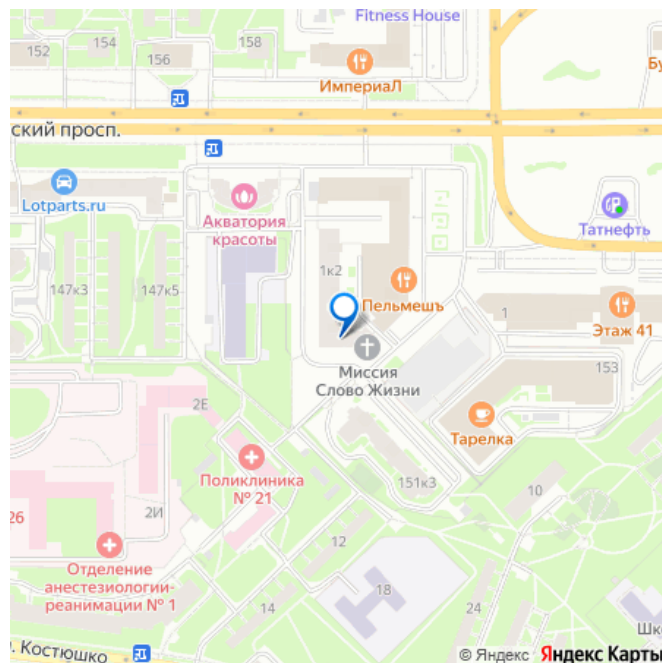 Fitness House
152
154
158
156
ИмпериаЛ
Бу
ский просп.
Lotparts.ru
Акватория
красоты
Татнефть
147к3
147к5
1к2
Пельмешъ
1
Этаж 41
Миссия
Слово Жизни
153
Тарелка
2Е
Поликлиника
№ 21
151к3
10
26
2И
12
Отделение
анестезиологии-
реанимации № 1
18
14
24
Шко
. Костюшко
© Яндекс Яндекс Карты